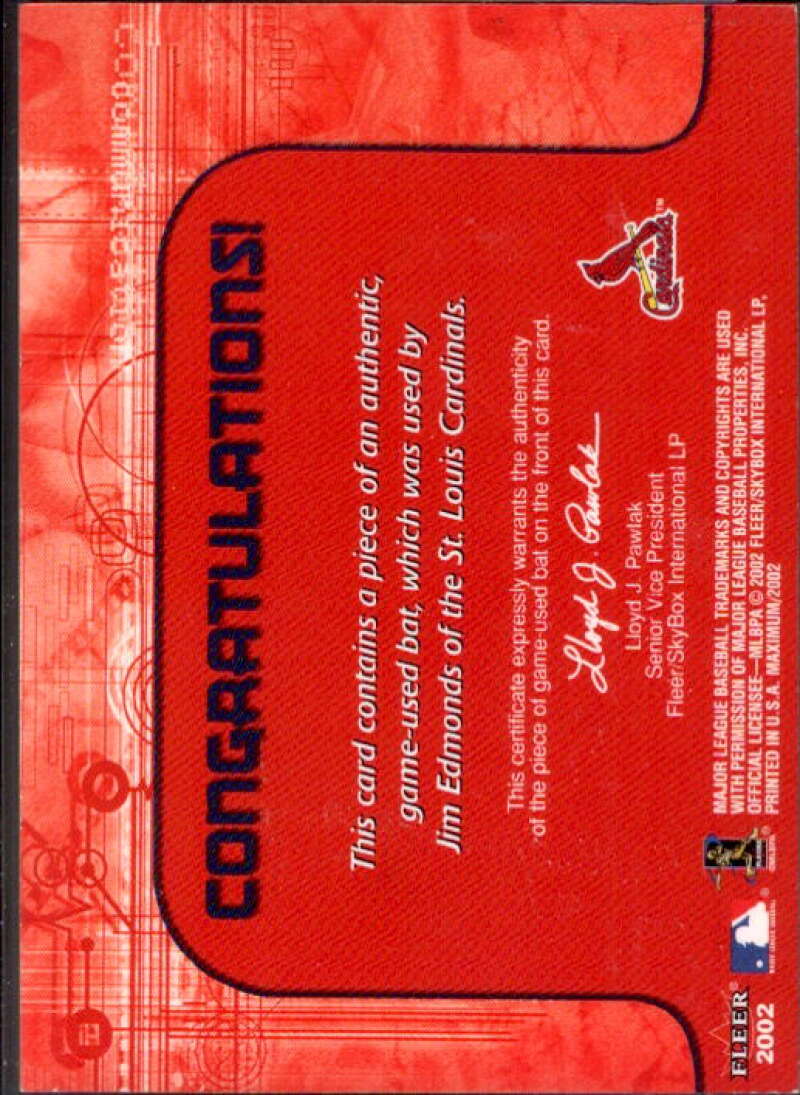 CONGRATULATIONS!
This card contains a piece of an authentic,
game-used bat, which was used by
Jim Edmonds of the St. Louis Cardinals.
This certificate expressly warrants the authenticity
of the piece of game-used bat on the front of this card.
Lloyd J. Pawlak
Lloyd J. Pawlak
Senior Vice President
Fleer/SkyBox International LP
Cardinals TM
MAJOR LEAGUE BASEBALL TRADEMARKS AND COPYRIGHTS ARE USED
WITH PERMISSION OF MAJOR LEAGUE BASEBALL PROPERTIES, INC.
OFFICIAL LICENSEE—MLBPA © 2002 FLEER/SKYBOX INTERNATIONAL LP,
PRINTED IN U.S.A. MAXIMUM/2002
FLEER®
2002